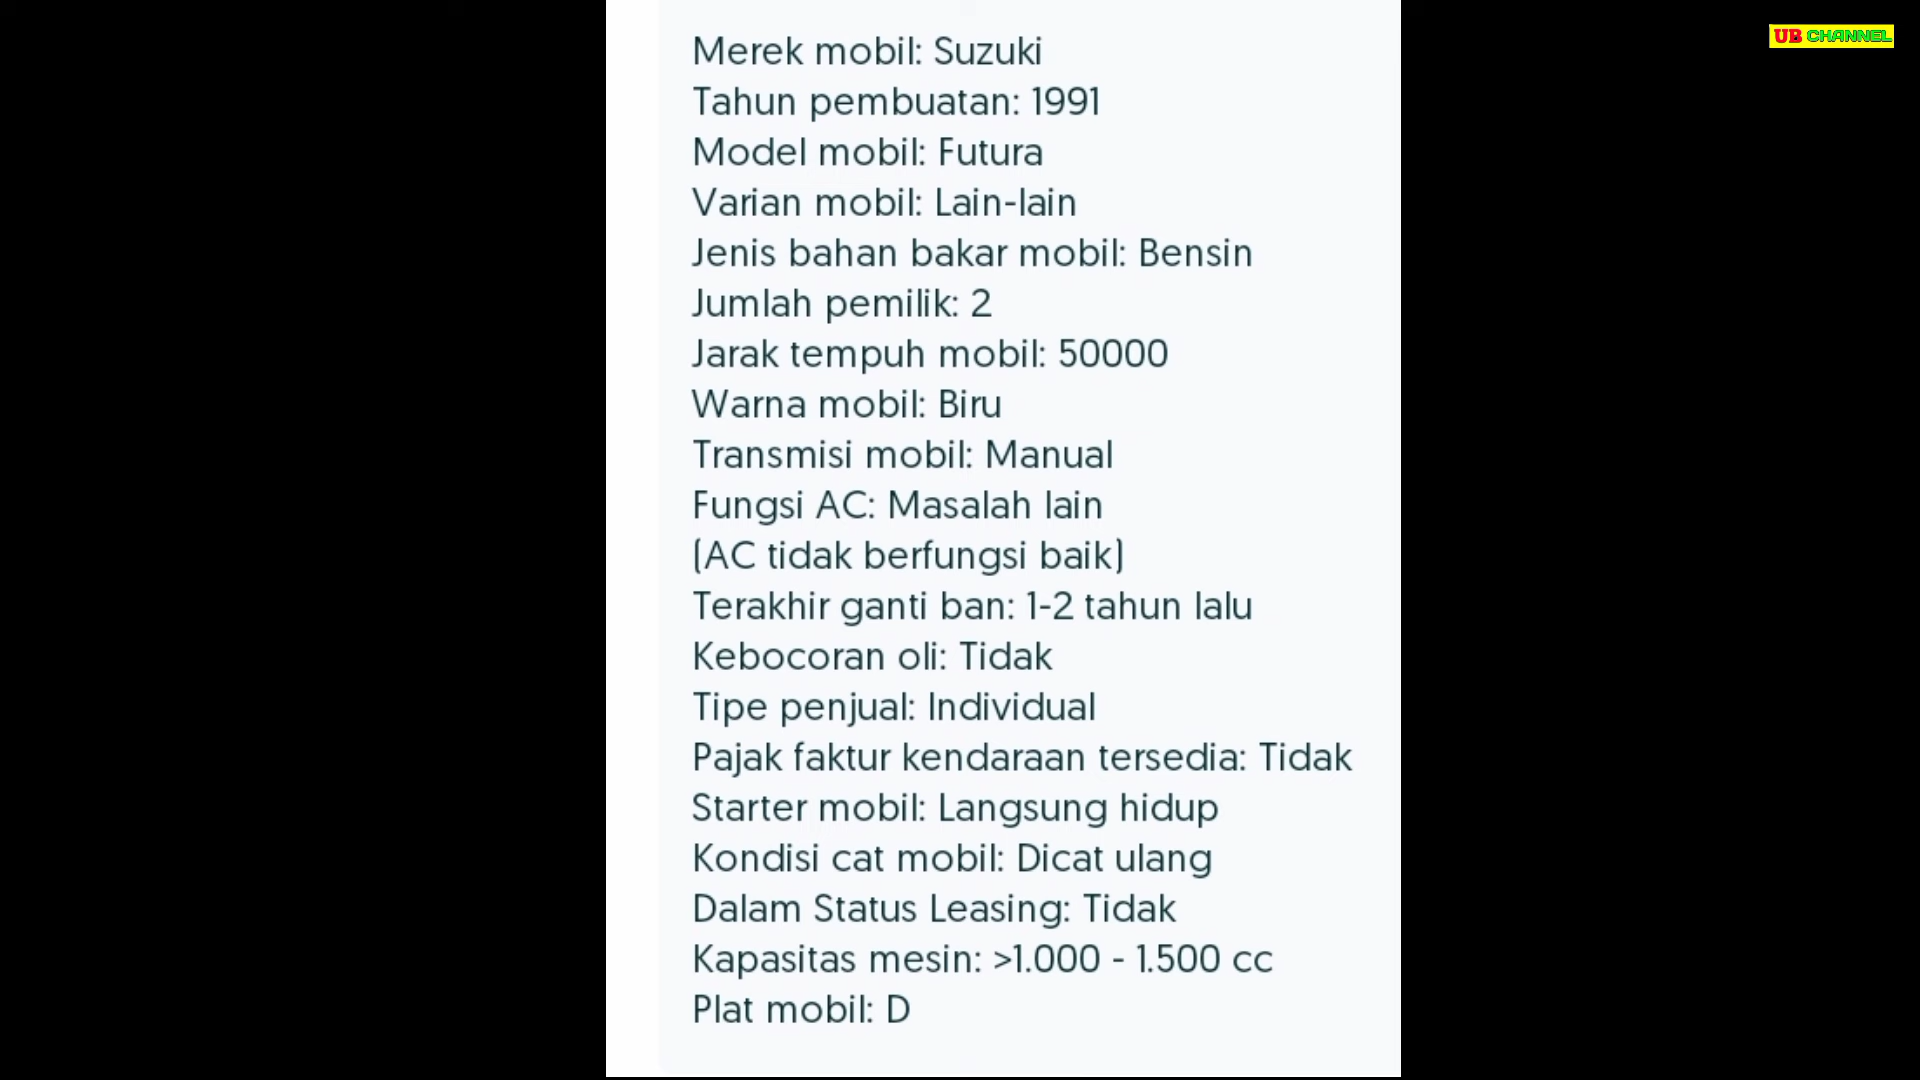 UB CHANNEL
Merek mobil: Suzuki
Tahun pembuatan: 1991
Model mobil: Futura
Varian mobil: Lain-lain
Jenis bahan bakar mobil: Bensin
Jumlah pemilik: 2
Jarak tempuh mobil: 50000
Warna mobil: Biru
Transmisi mobil: Manual
Fungsi AC: Masalah lain
(AC tidak berfungsi baik)
Terakhir ganti ban: 1-2 tahun lalu
Kebocoran oli: Tidak
Tipe penjual: Individual
Pajak faktur kendaraan tersedia: Tidak
Starter mobil: Langsung hidup
Kondisi cat mobil: Dicat ulang
Dalam Status Leasing: Tidak
Kapasitas mesin: >1.000 - 1.500 cc
Plat mobil: D